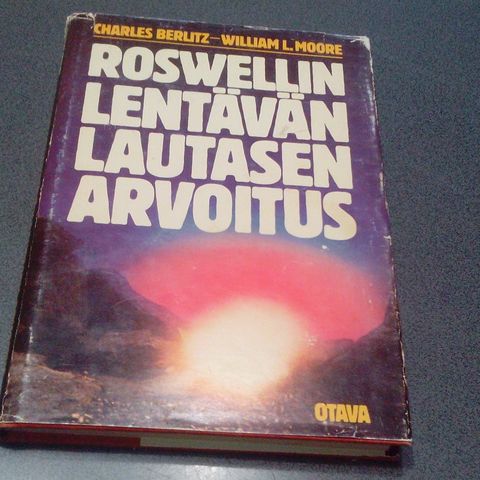 CHARLES BERLITZ—WILLIAM L. MOORE
ROSWELLIN
LENTÄVÄN
LAUTASEN
ARVOITUS
OTAVA